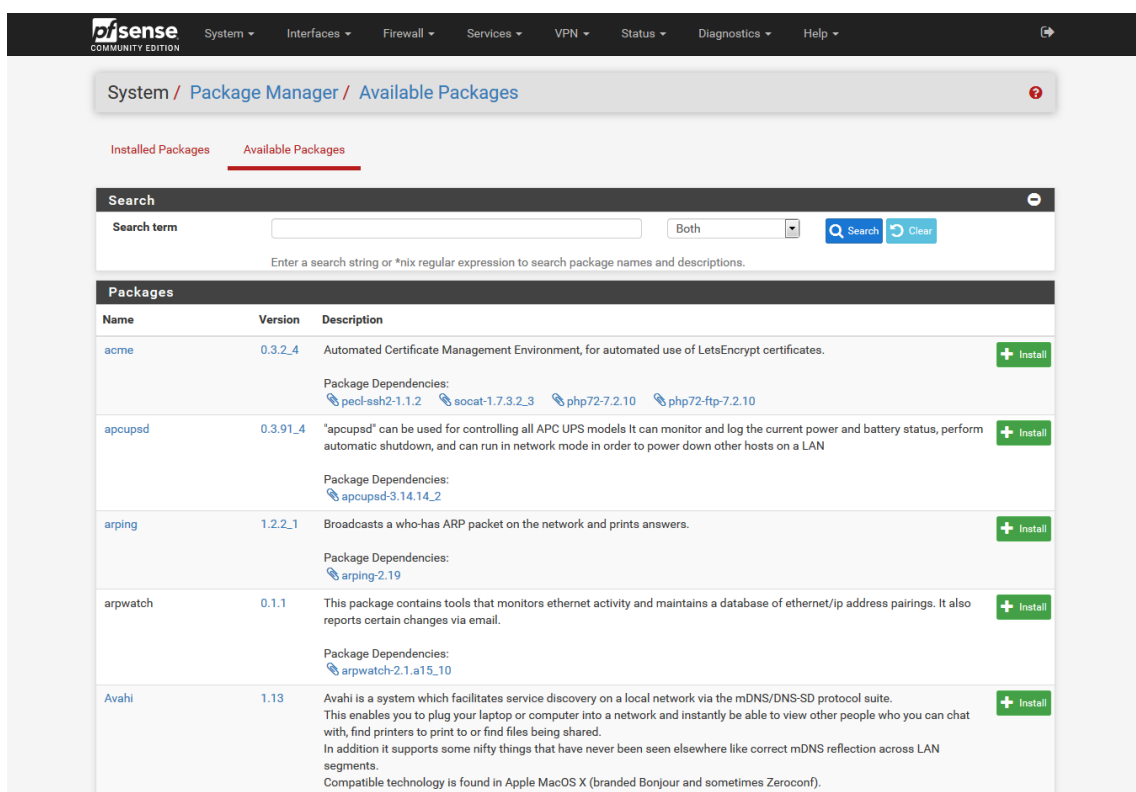 pfsense
COMMUNITY EDITION
System Interfaces Firewall Services VPN Status Diagnostics Help
System / Package Manager / Available Packages
Installed Packages Available Packages
Search
Search term Both Search Clear
Enter a search string or *nix regular expression to search package names and descriptions.
Packages
Name Version Description
acme 0.3.2_4 Automated Certificate Management Environment, for automated use of LetsEncrypt certificates. Install
Package Dependencies:
pecl-ssh2-1.1.2 socat-1.7.3.2_3 php72-7.2.10 php72-ftp-7.2.10
apcupsd 0.3.91_4 "apcupsd" can be used for controlling all APC UPS models It can monitor and log the current power and battery status, perform Install
automatic shutdown, and can run in network mode in order to power down other hosts on a LAN
Package Dependencies:
apcupsd-3.14.14_2
arping 1.2.2_1 Broadcasts a who-has ARP packet on the network and prints answers. Install
Package Dependencies:
arping-2.19
arpwatch 0.1.1 This package contains tools that monitors ethernet activity and maintains a database of ethernet/ip address pairings. It also Install
reports certain changes via email.
Package Dependencies:
arpwatch-2.1.a15_10
Avahi 1.13 Avahi is a system which facilitates service discovery on a local network via the mDNS/DNS-SD protocol suite. Install
This enables you to plug your laptop or computer into a network and instantly be able to view other people who you can chat
with, find printers to print to or find files being shared.
In addition it supports some nifty things that have never been seen elsewhere like correct mDNS reflection across LAN
segments.
Compatible technology is found in Apple MacOS X (branded Bonjour and sometimes Zeroconf).